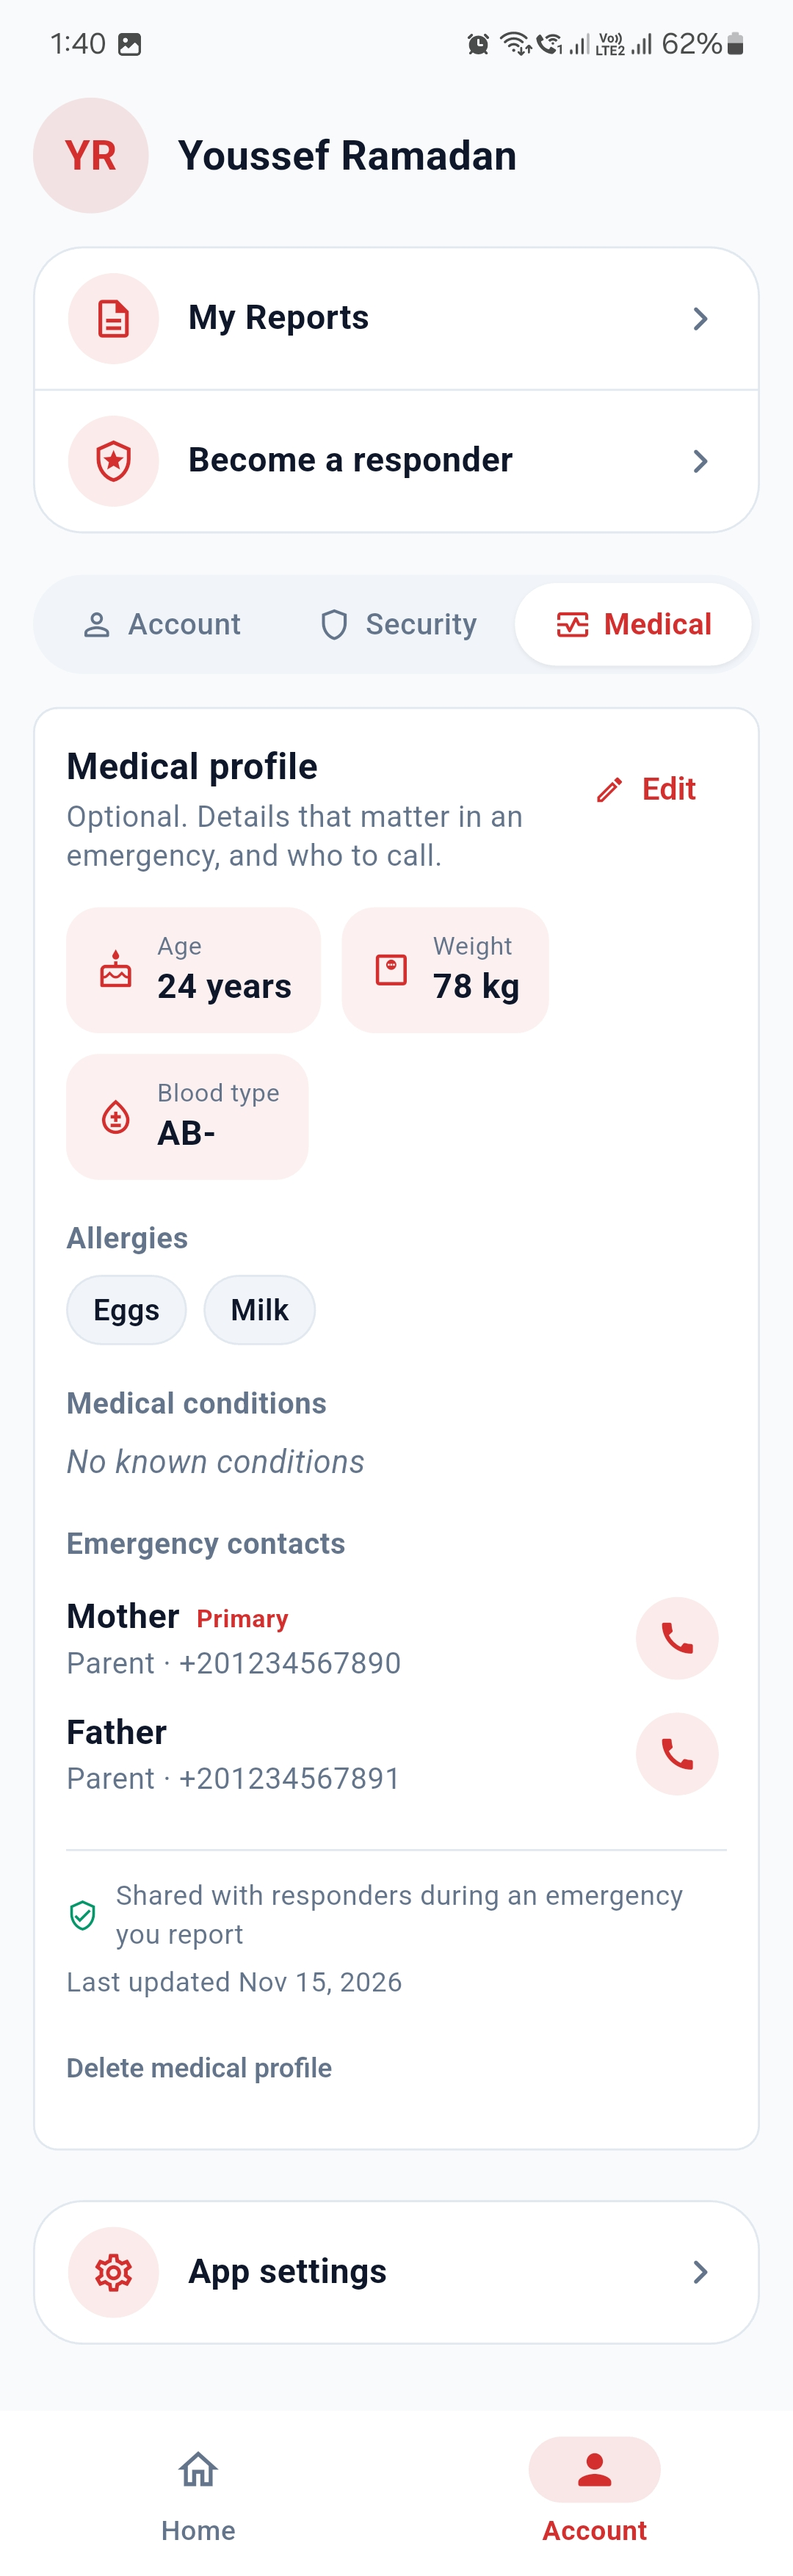 1:40
Vo))
LTE2
62%
YR
Youssef Ramadan
My Reports
Become a responder
Account
Security
Medical
Medical profile
Edit
Optional. Details that matter in an
emergency, and who to call.
Age
24 years
Weight
78 kg
Blood type
AB-
Allergies
Eggs
Milk
Medical conditions
No known conditions
Emergency contacts
Mother Primary
Parent · +201234567890
Father
Parent · +201234567891
Shared with responders during an emergency
you report
Last updated Nov 15, 2026
Delete medical profile
App settings
Home
Account